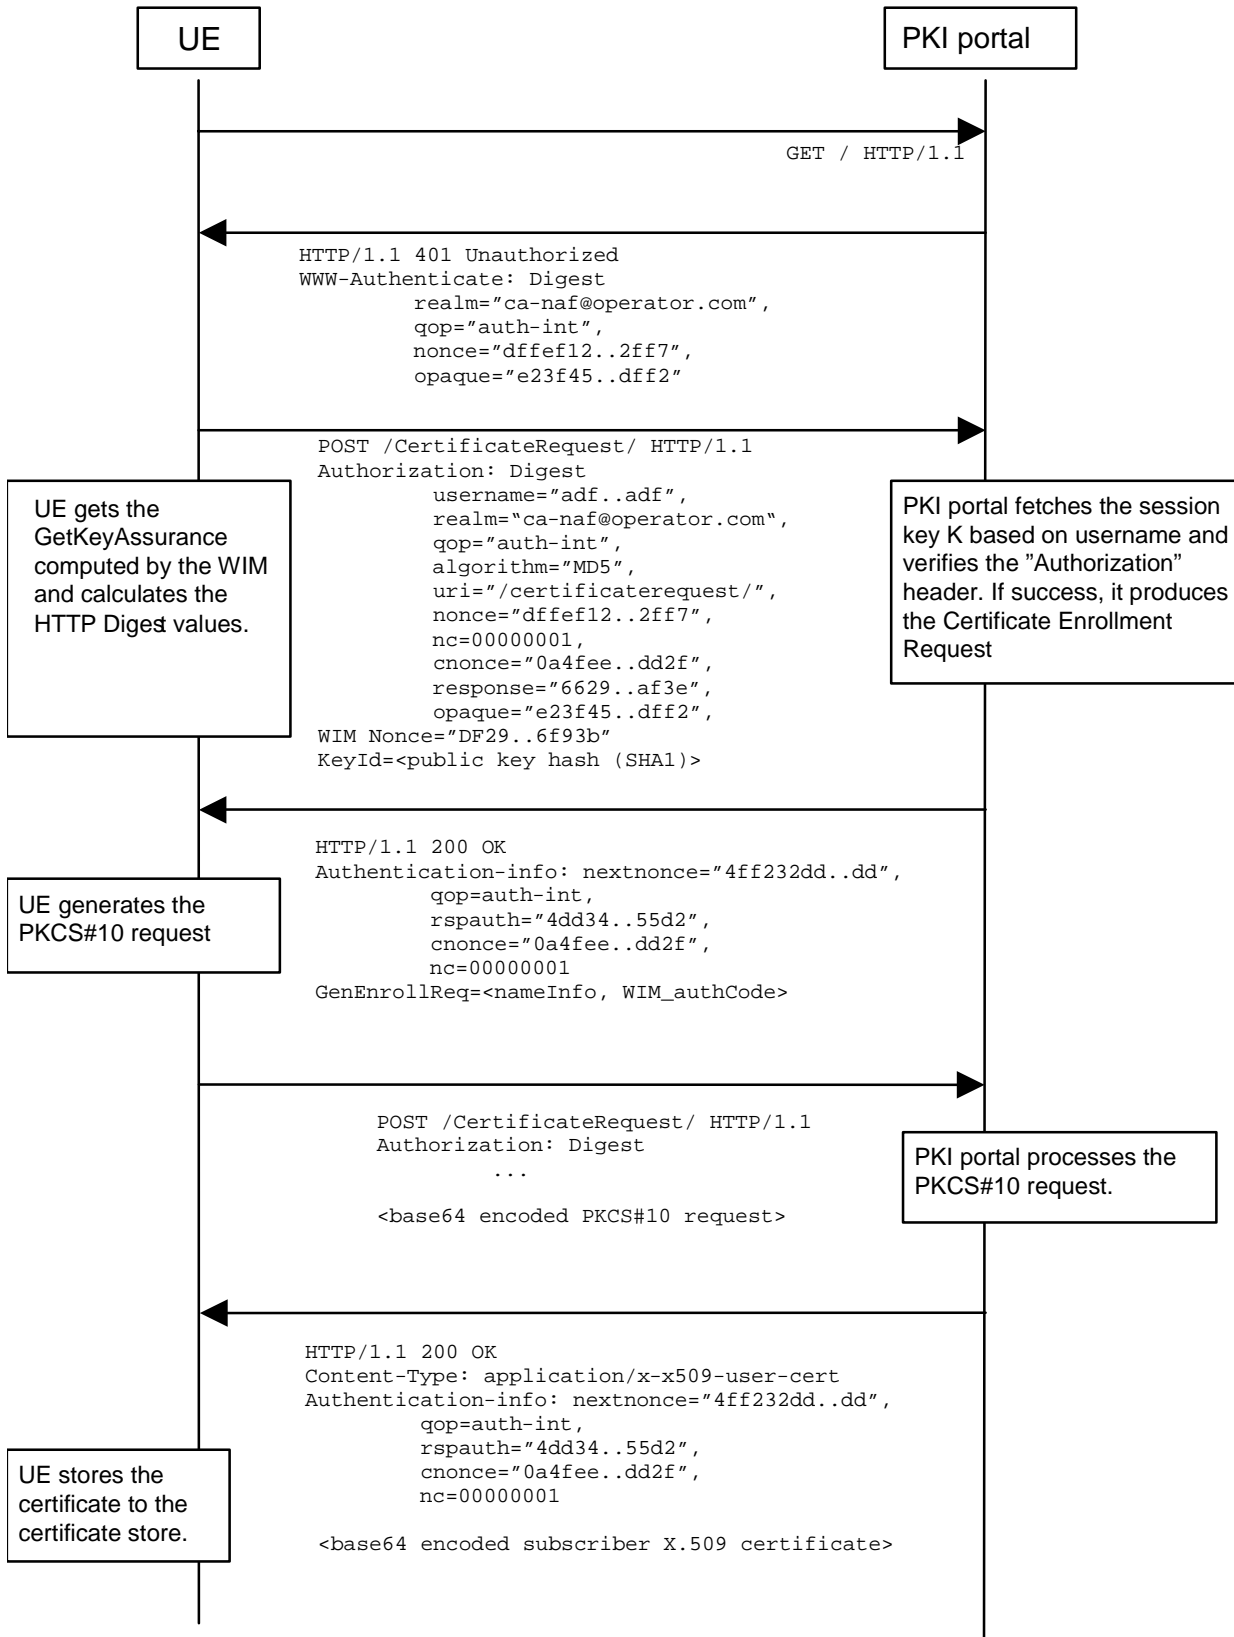 UE
PKI portal
GET / HTTP/1.1
HTTP/1.1 401 Unauthorized
WWW-Authenticate: Digest
realm="ca-naf@operator.com",
qop="auth-int",
nonce="dffef12..2ff7",
opaque="e23f45..dff2"
POST /CertificateRequest/ HTTP/1.1
Authorization: Digest
username="adf..adf",
realm="ca-naf@operator.com",
qop="auth-int",
algorithm="MD5",
uri="/certificaterequest/",
nonce="dffef12..2ff7",
nc=00000001,
cnonce="0a4fee..dd2f",
response="6629..af3e",
opaque="e23f45..dff2",
WIM Nonce="DF29..6f93b"
KeyId=<public key hash (SHA1)>
UE gets the
GetKeyAssurance
computed by the WIM
and calculates the
HTTP Digest values.
PKI portal fetches the session
key K based on username and
verifies the ”Authorization”
header. If success, it produces
the Certificate Enrollment
Request
HTTP/1.1 200 OK
Authentication-info: nextnonce="4ff232dd..dd",
qop=auth-int,
rspauth="4dd34..55d2",
cnonce="0a4fee..dd2f",
nc=00000001
GenEnrollReq=<nameInfo, WIM_authCode>
UE generates the
PKCS#10 request
POST /CertificateRequest/ HTTP/1.1
Authorization: Digest
...
<base64 encoded PKCS#10 request>
PKI portal processes the
PKCS#10 request.
HTTP/1.1 200 OK
Content-Type: application/x-x509-user-cert
Authentication-info: nextnonce="4ff232dd..dd",
qop=auth-int,
rspauth="4dd34..55d2",
cnonce="0a4fee..dd2f",
nc=00000001
<base64 encoded subscriber X.509 certificate>
UE stores the
certificate to the
certificate store.